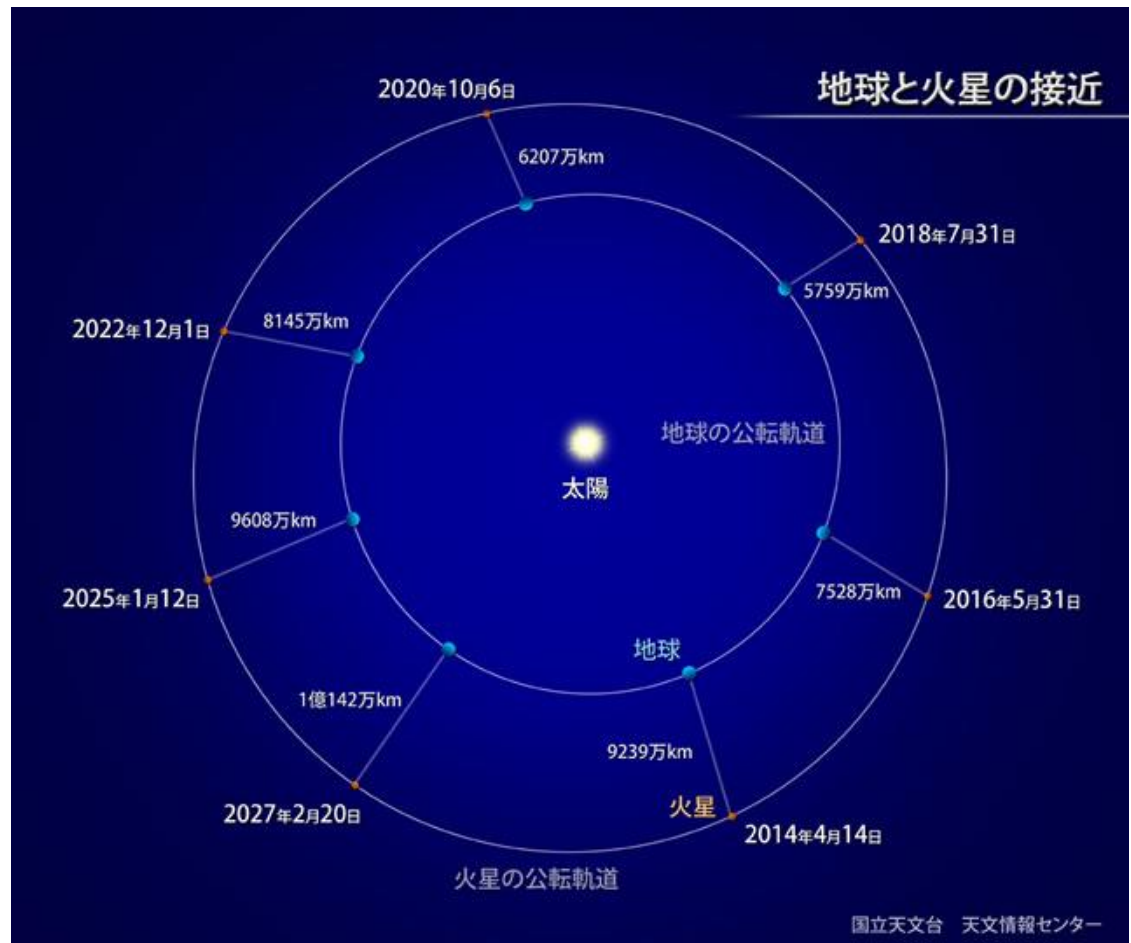 地球と火星の接近
2020年10月6日
6207万km
2018年7月31日
5759万km
2022年12月1日
8145万km
地球の公転軌道
太陽
9608万km
2025年1月12日
7528万km
2016年5月31日
地球
1億142万km
9239万km
2027年2月20日
火星
2014年4月14日
火星の公転軌道
国立天文台 天文情報センター